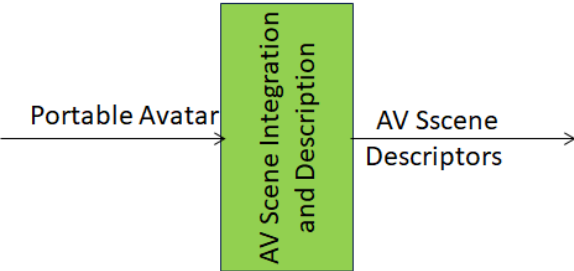 Portable Avatar
AV Scene Integration
and Description
AV Sscene
Descriptors